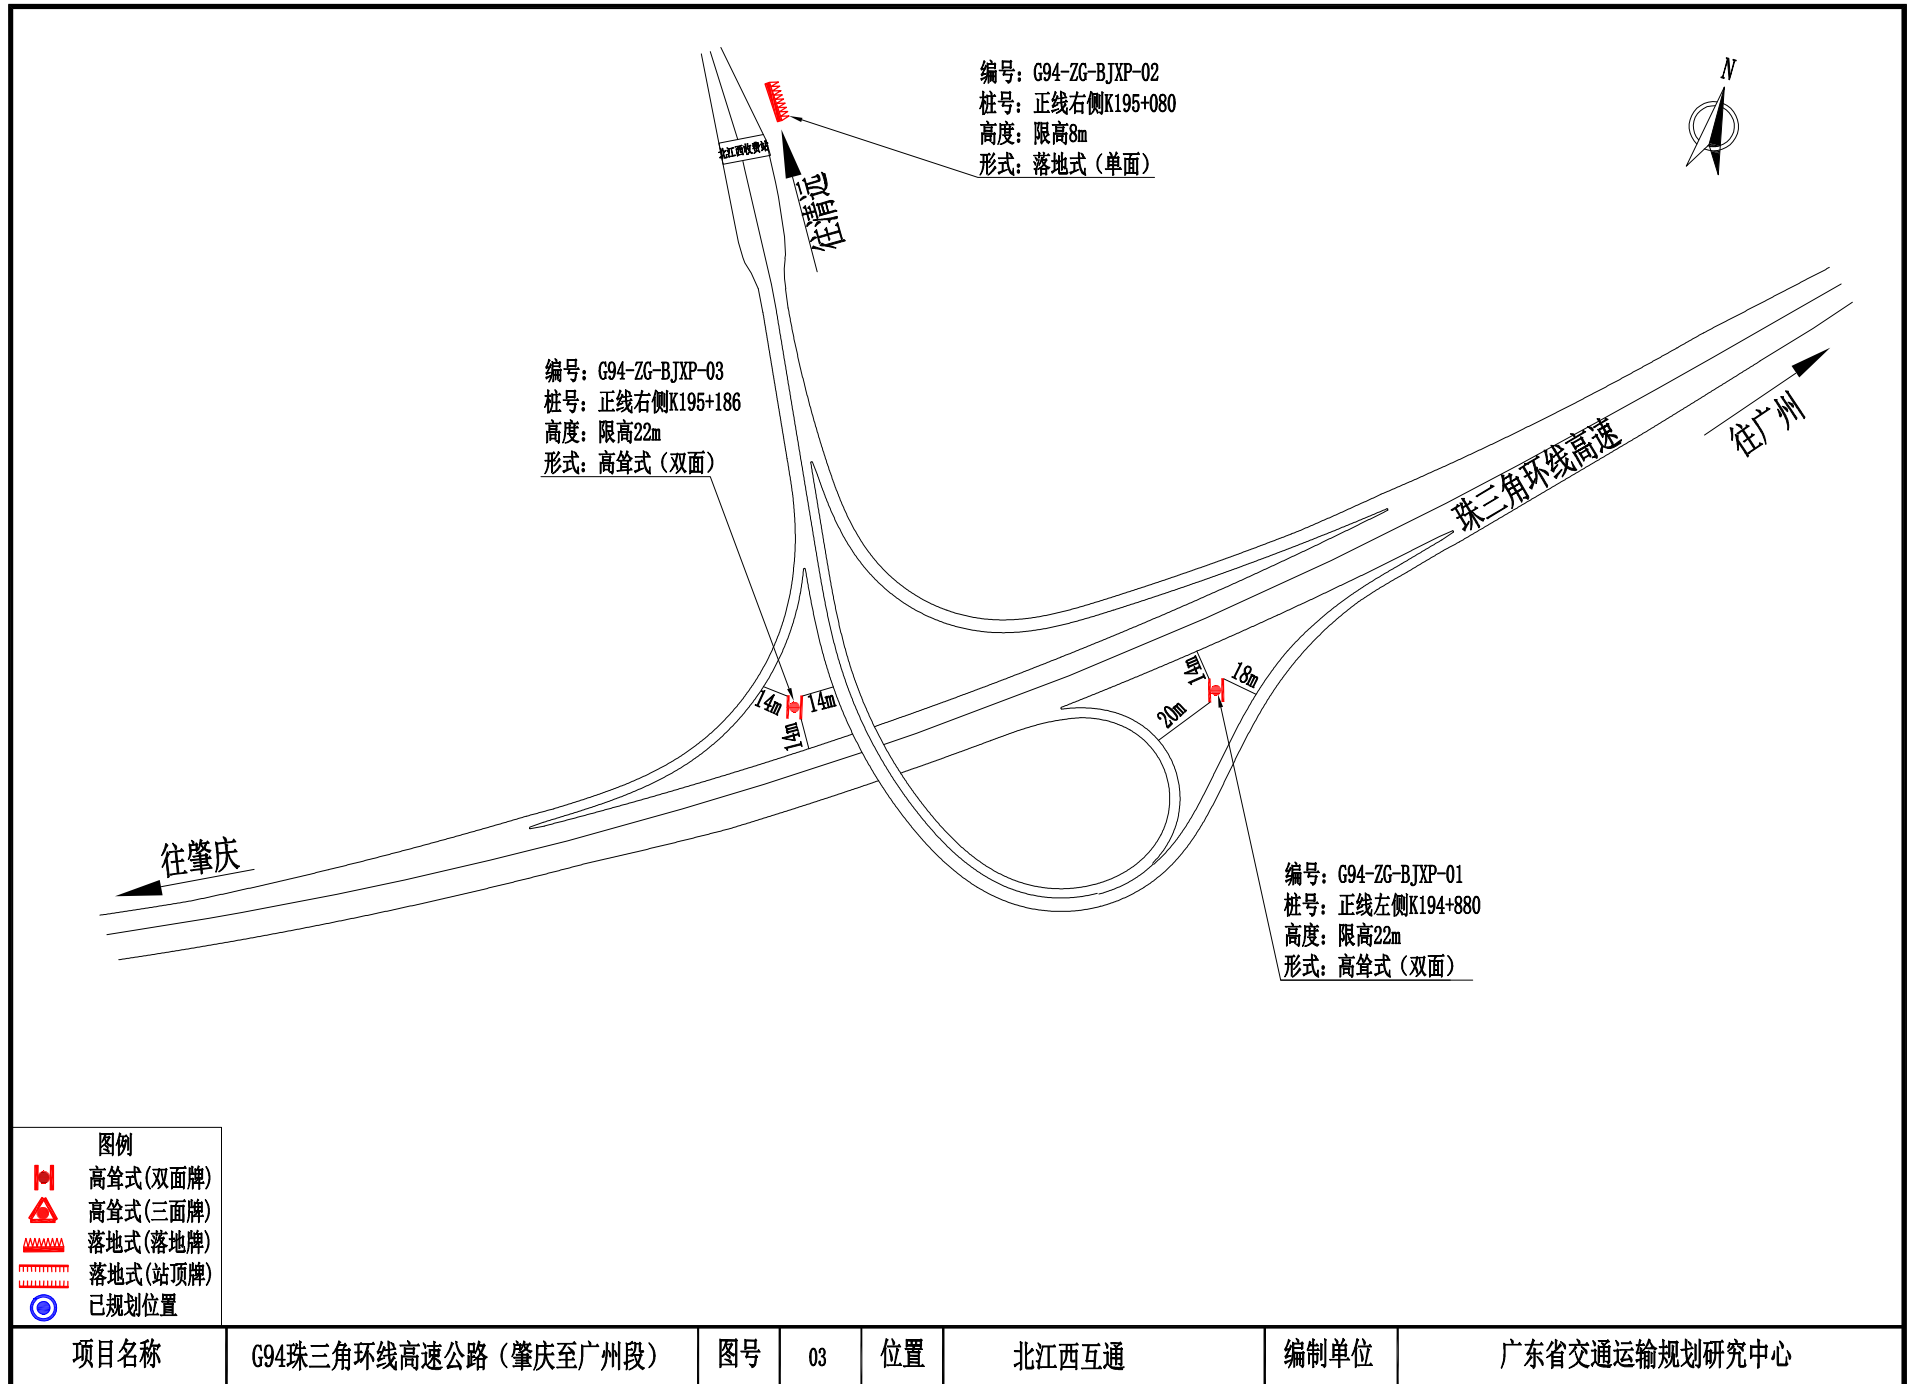 N
编号：G94-ZG-BJXP-02
桩号：正线右侧K195+080
高度：限高8m
形式：落地式（单面）
北江西收费站
往清远
编号：G94-ZG-BJXP-03
桩号：正线右侧K195+186
高度：限高22m
形式：高耸式（双面）
往广州
珠三角环线高速
14m
18m
20m
14m
14m
14m
往肇庆
编号：G94-ZG-BJXP-01
桩号：正线左侧K194+880
高度：限高22m
形式：高耸式（双面）
图例
高耸式(双面牌)
高耸式(三面牌)
落地式(落地牌)
落地式(站顶牌)
已规划位置
项目名称 G94珠三角环线高速公路（肇庆至广州段） 图号 03 位置 北江西互通 编制单位 广东省交通运输规划研究中心